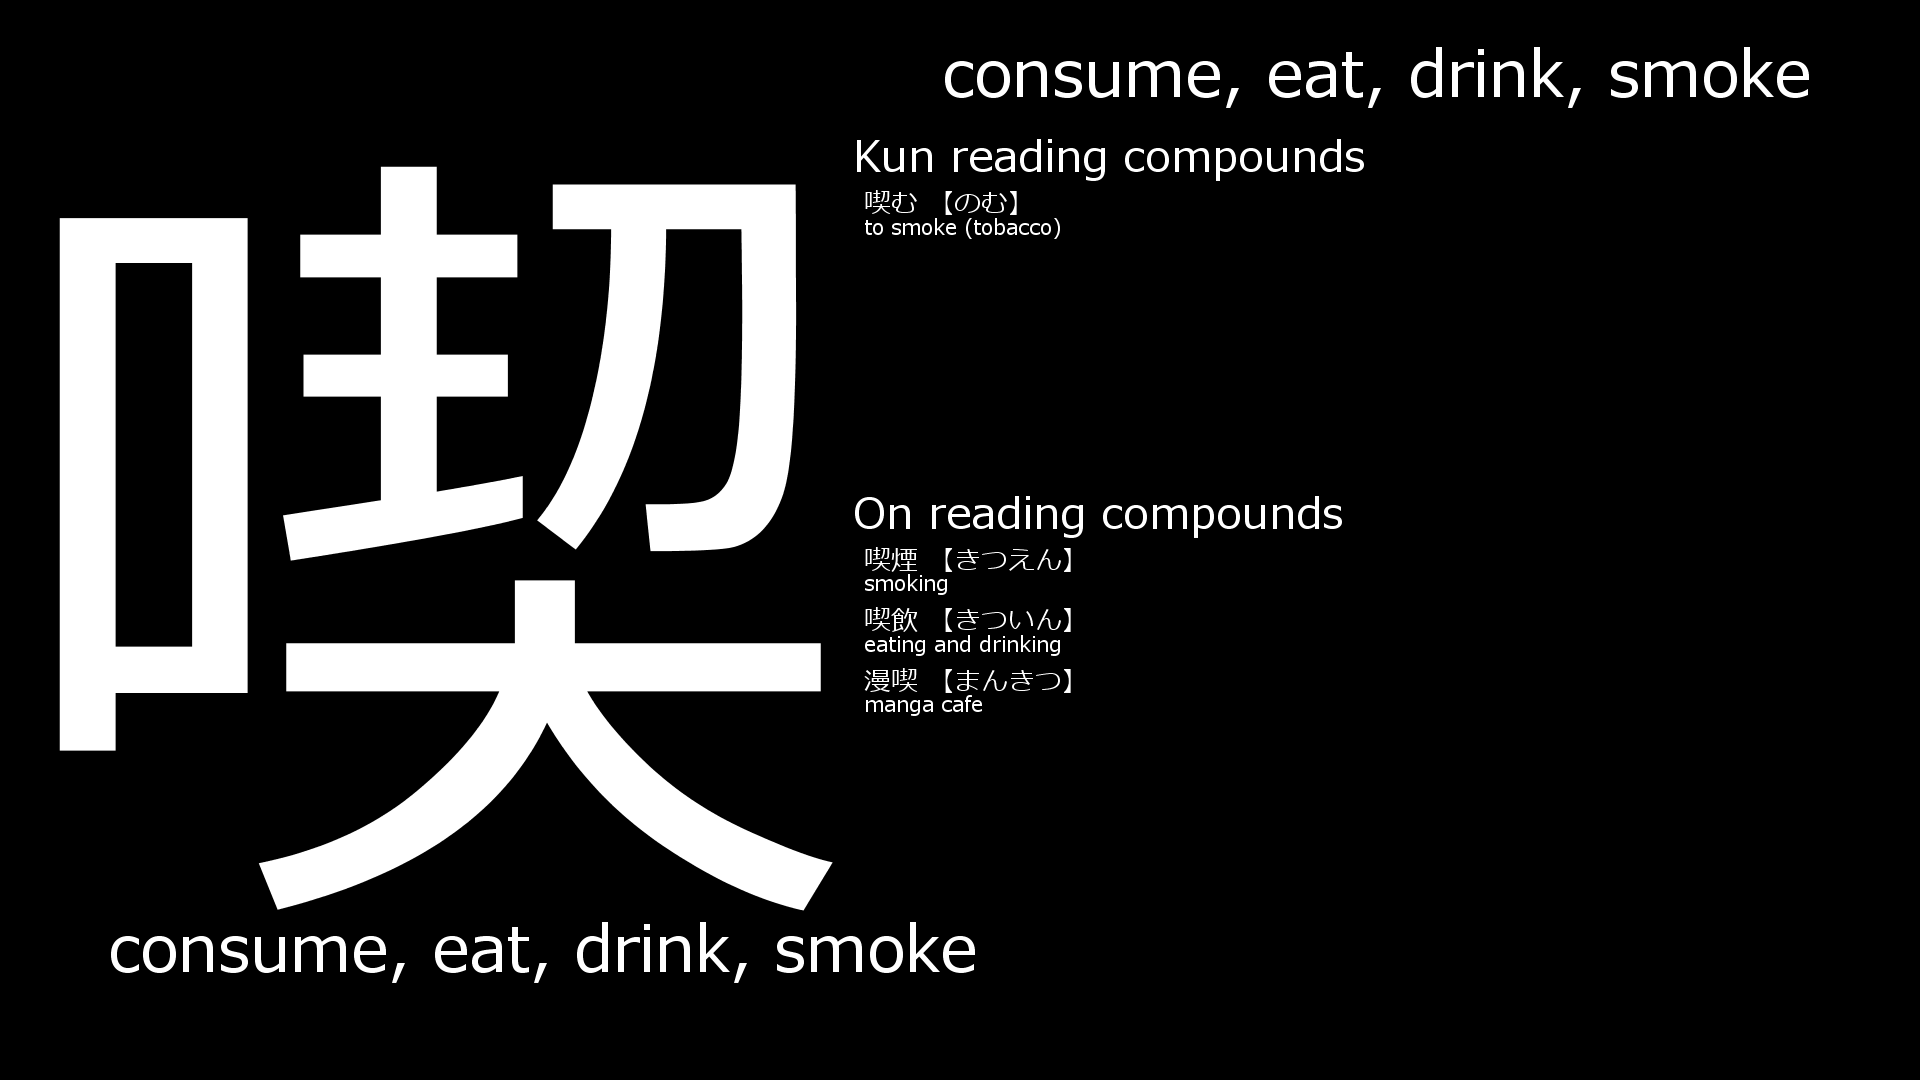 喫
consume, eat, drink, smoke
consume, eat, drink, smoke
Kun reading compounds
喫む 【のむ】
to smoke (tobacco)
On reading compounds
喫煙 【きつえん】
smoking
喫飲 【きついん】
eating and drinking
漫喫 【まんきつ】
manga cafe